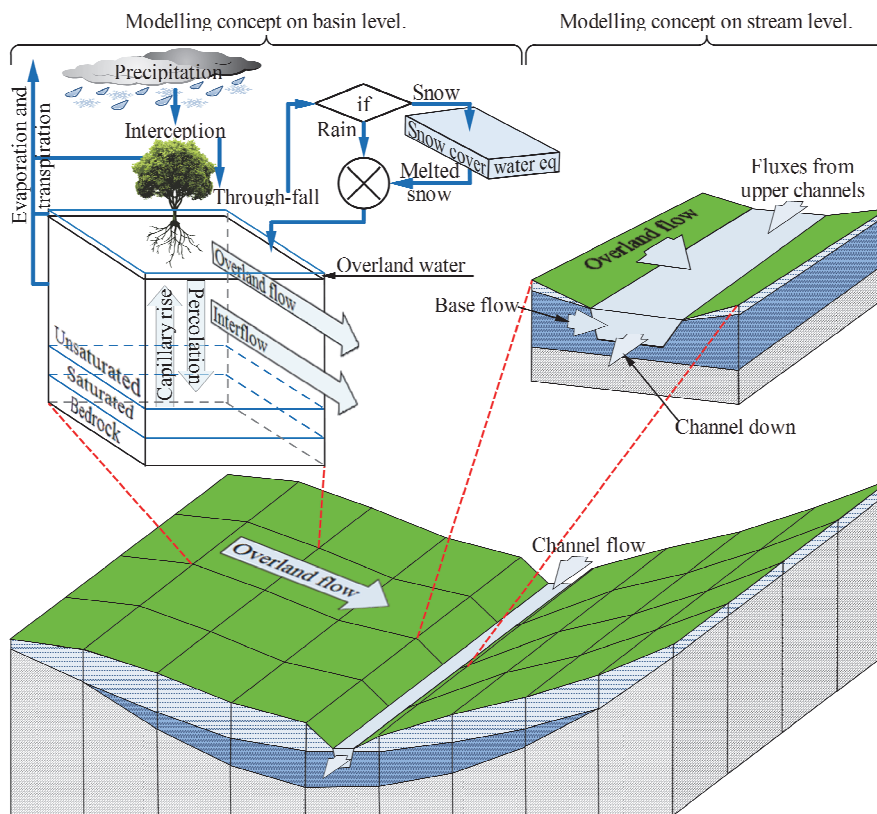 Modelling concept on basin level.
Modelling concept on stream level.
Precipitation
Evaporation and
transpiration
Interception
Through-fall
if
Snow
Rain
Snow cover
water eq
Melted
snow
Overland water
Overland flow
Interflow
Capillary rise
Percolation
Unsaturated
Saturated
Bedrock
Fluxes from
upper channels
Overland flow
Base flow
Channel down
Overland flow
Channel flow